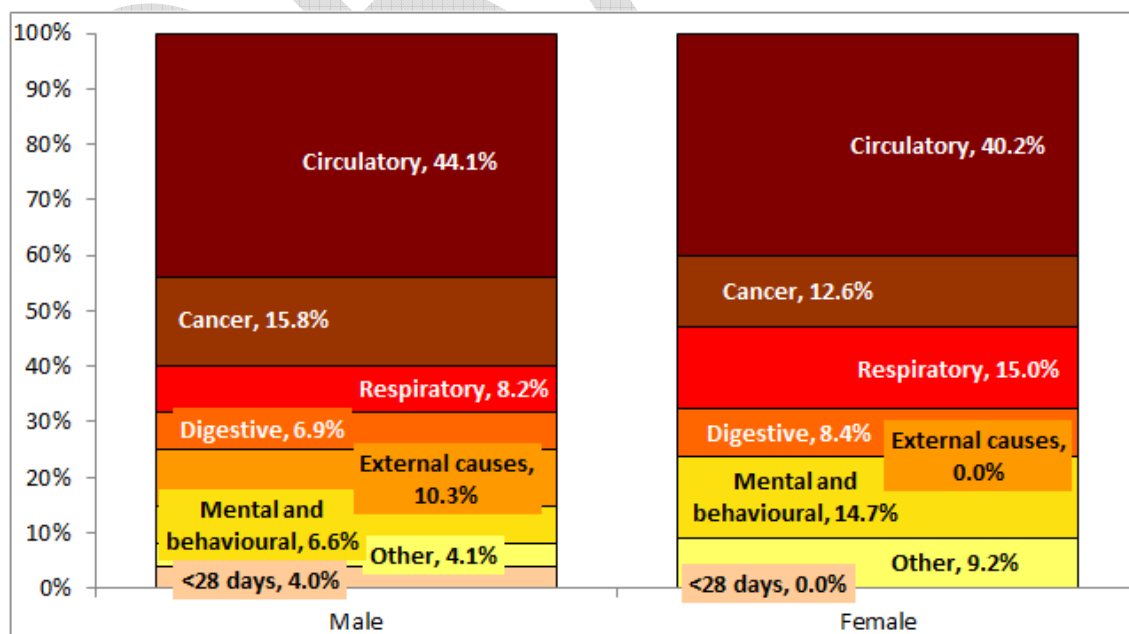 100%
90%
80%
70%
60%
50%
40%
30%
20%
10%
0%
Circulatory, 44.1%
Cancer, 15.8%
Respiratory, 8.2%
Digestive, 6.9%
External causes,
10.3%
Mental and
behavioural, 6.6%
Other, 4.1%
<28 days, 4.0%
Male
Circulatory, 40.2%
Cancer, 12.6%
Respiratory, 15.0%
Digestive, 8.4%
External causes,
0.0%
Mental and
behavioural, 14.7%
Other, 9.2%
<28 days, 0.0%
Female